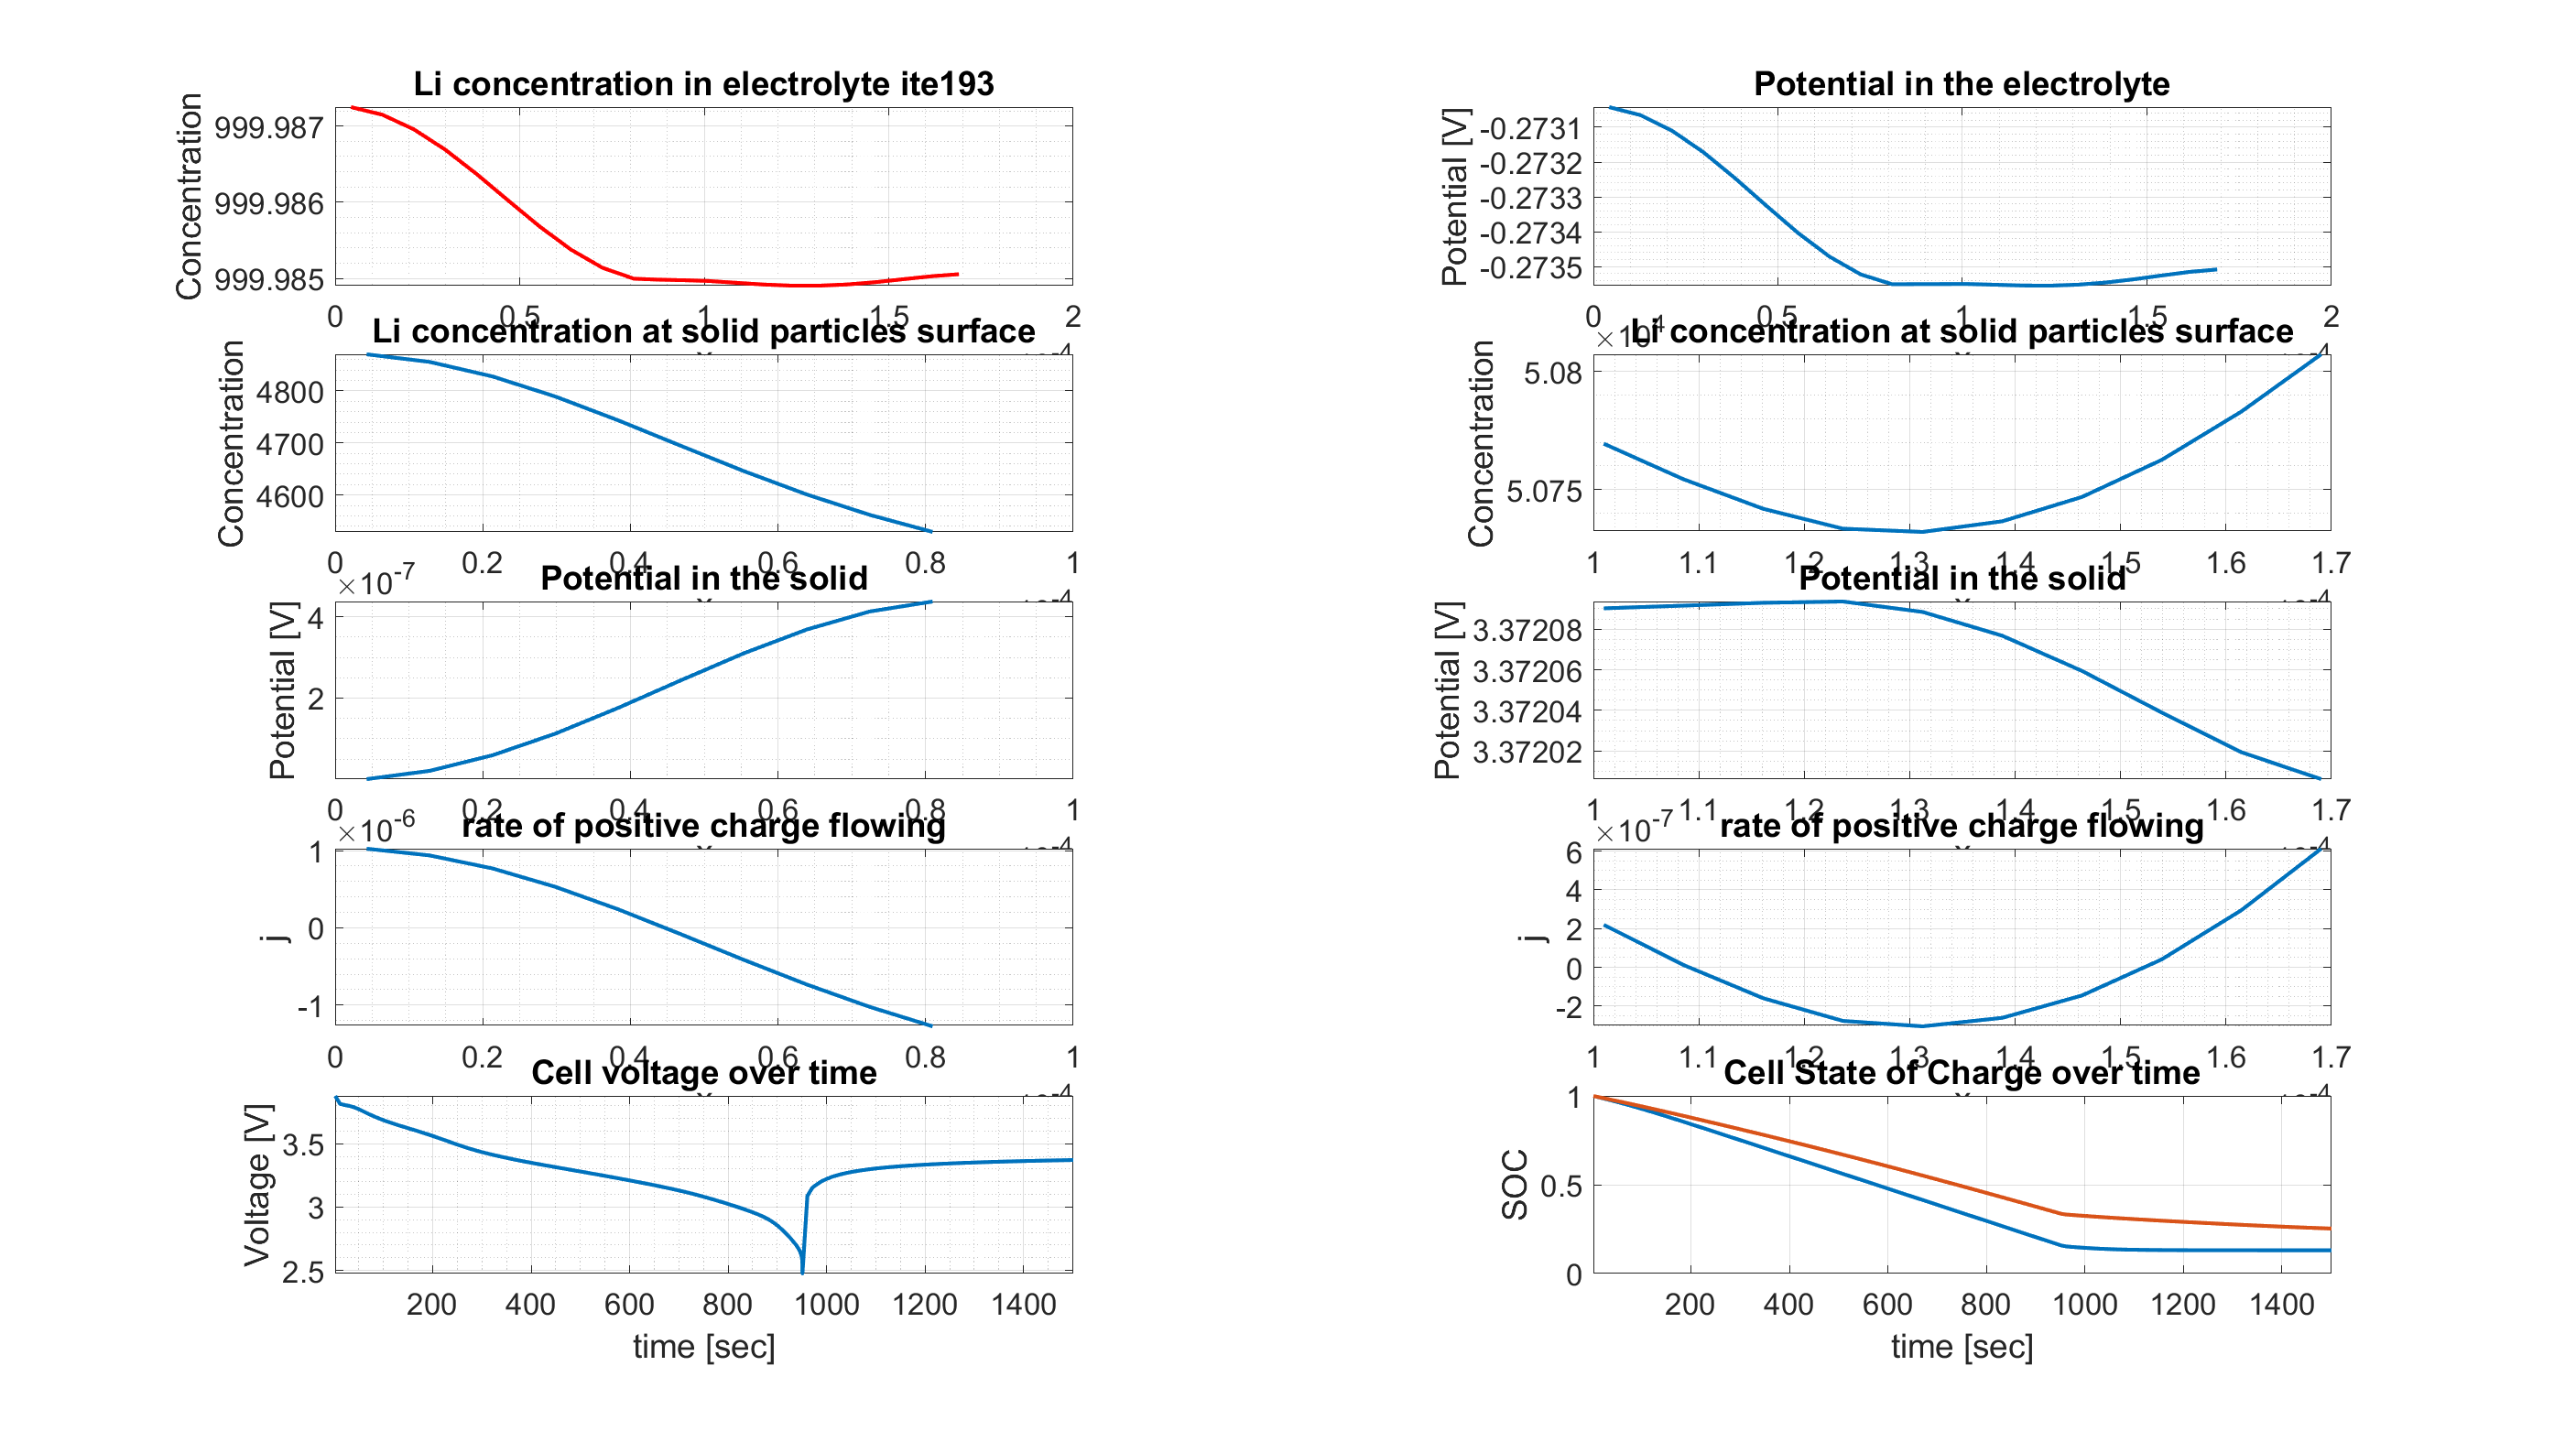 Li concentration in electrolyte ite193
Concentration
999.987
999.986
999.985
0 0.5 1 1.5 2
Potential in the electrolyte
Potential [V]
-0.2731
-0.2732
-0.2733
-0.2734
-0.2735
0 0.5 1 1.5 2
Li concentration at solid particles surface
Concentration
4800
4700
4600
0 0.2 0.4 0.6 0.8 1
×10⁴
Li concentration at solid particles surface
Concentration
5.08
5.075
1 1.1 1.2 1.3 1.4 1.5 1.6 1.7
Potential in the solid
×10⁻⁷
Potential [V]
4
2
0 0.2 0.4 0.6 0.8 1
Potential in the solid
Potential [V]
3.37208
3.37206
3.37204
3.37202
1 1.1 1.2 1.3 1.4 1.5 1.6 1.7
rate of positive charge flowing
×10⁻⁶
j
1
0
-1
0 0.2 0.4 0.6 0.8 1
rate of positive charge flowing
×10⁻⁷
j
6
4
2
0
-2
1 1.1 1.2 1.3 1.4 1.5 1.6 1.7
Cell voltage over time
Voltage [V]
3.5
3
2.5
200 400 600 800 1000 1200 1400
time [sec]
Cell State of Charge over time
SOC
1
0.5
0
200 400 600 800 1000 1200 1400
time [sec]